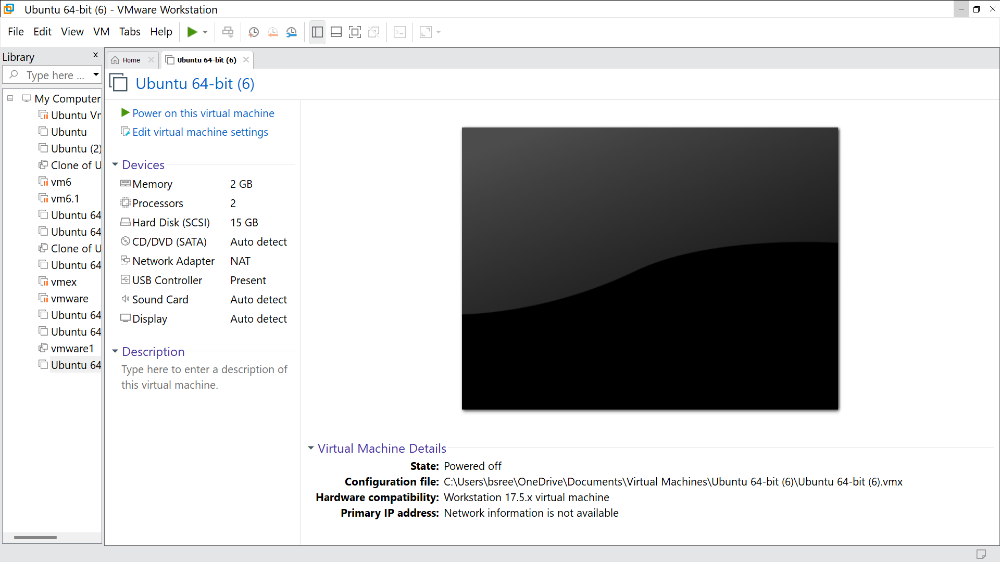 Ubuntu 64-bit (6) - VMware Workstation
File Edit View VM Tabs Help
Library
Type here ...
My Computer
Ubuntu
Ubuntu
Ubuntu (2)
Clone of U
vm6
vm6.1
Ubuntu 64
Ubuntu 64
Clone of U
Ubuntu 64
vmex
vmware
Ubuntu 64
Ubuntu 64
vmware1
Ubuntu 64
Home
Ubuntu 64-bit (6)
Ubuntu 64-bit (6)
Power on this virtual machine
Edit virtual machine settings
Devices
Memory 2 GB
Processors 2
Hard Disk (SCSI) 15 GB
CD/DVD (SATA) Auto detect
Network Adapter NAT
USB Controller Present
Sound Card Auto detect
Display Auto detect
Description
Type here to enter a description of
this virtual machine.
Virtual Machine Details
State: Powered off
Configuration file: C:\Users\bsree\OneDrive\Documents\Virtual Machines\Ubuntu 64-bit (6)\Ubuntu 64-bit (6).vmx
Hardware compatibility: Workstation 17.5.x virtual machine
Primary IP address: Network information is not available